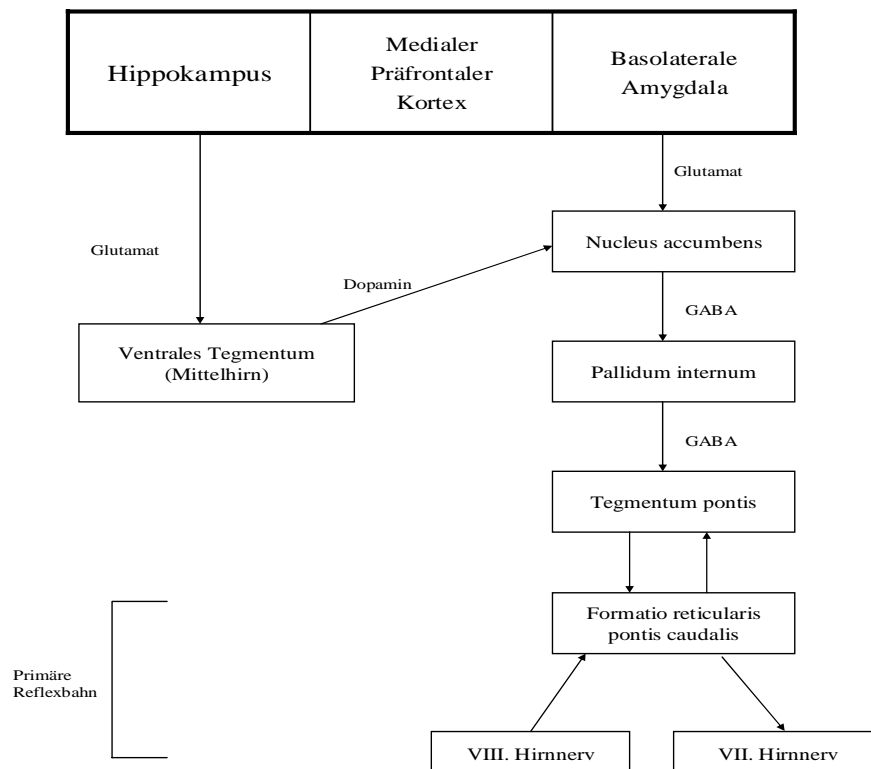 Hippokampus
Medialer
Präfrontaler
Kortex
Basolaterale
Amygdala
Glutamat
Nucleus accumbens
Glutamat
Dopamin
GABA
Ventrales Tegmentum
(Mittelhirn)
Pallidum internum
GABA
Tegmentum pontis
Formatio reticularis
pontis caudalis
Primäre
Reflexbahn
VIII. Hirnnerv
VII. Hirnnerv